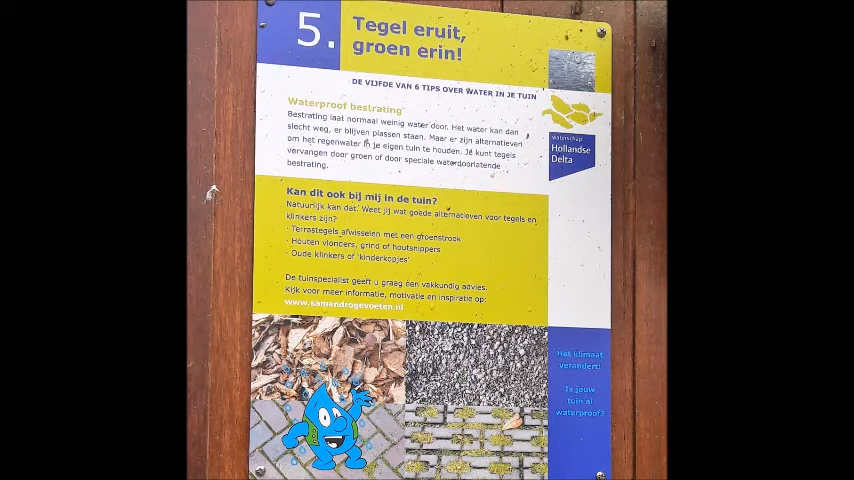 5.
Tegel eruit,
groen erin!
DE VIJFDE VAN 6 TIPS OVER WATER IN JE TUIN
Waterproof bestrating
Bestrating laat normaal weinig water door. Het water kan dan
slecht weg, er blijven plassen staan. Maar er zijn alternatieven
om het regenwater in je eigen tuin te houden. Je kunt tegels
vervangen door groen of door speciale waterdoorlatende
bestrating.
waterschap
Hollandse
Delta
Kan dit ook bij mij in de tuin?
Natuurlijk kan dat. Weet jij wat goede alternatieven voor tegels en
klinkers zijn?
· Terrastegels afwisselen met een groenstrook
· Houten vlonders, grind of houtsnippers
· Oude klinkers of 'kinderkopjes'
De tuinspecialist geeft u graag een vakkundig advies.
Kijk voor meer informatie, motivatie en inspiratie op:
www.samendrogevoeten.nl
Het klimaat
verandert!
Is jouw
tuin al
waterproof?